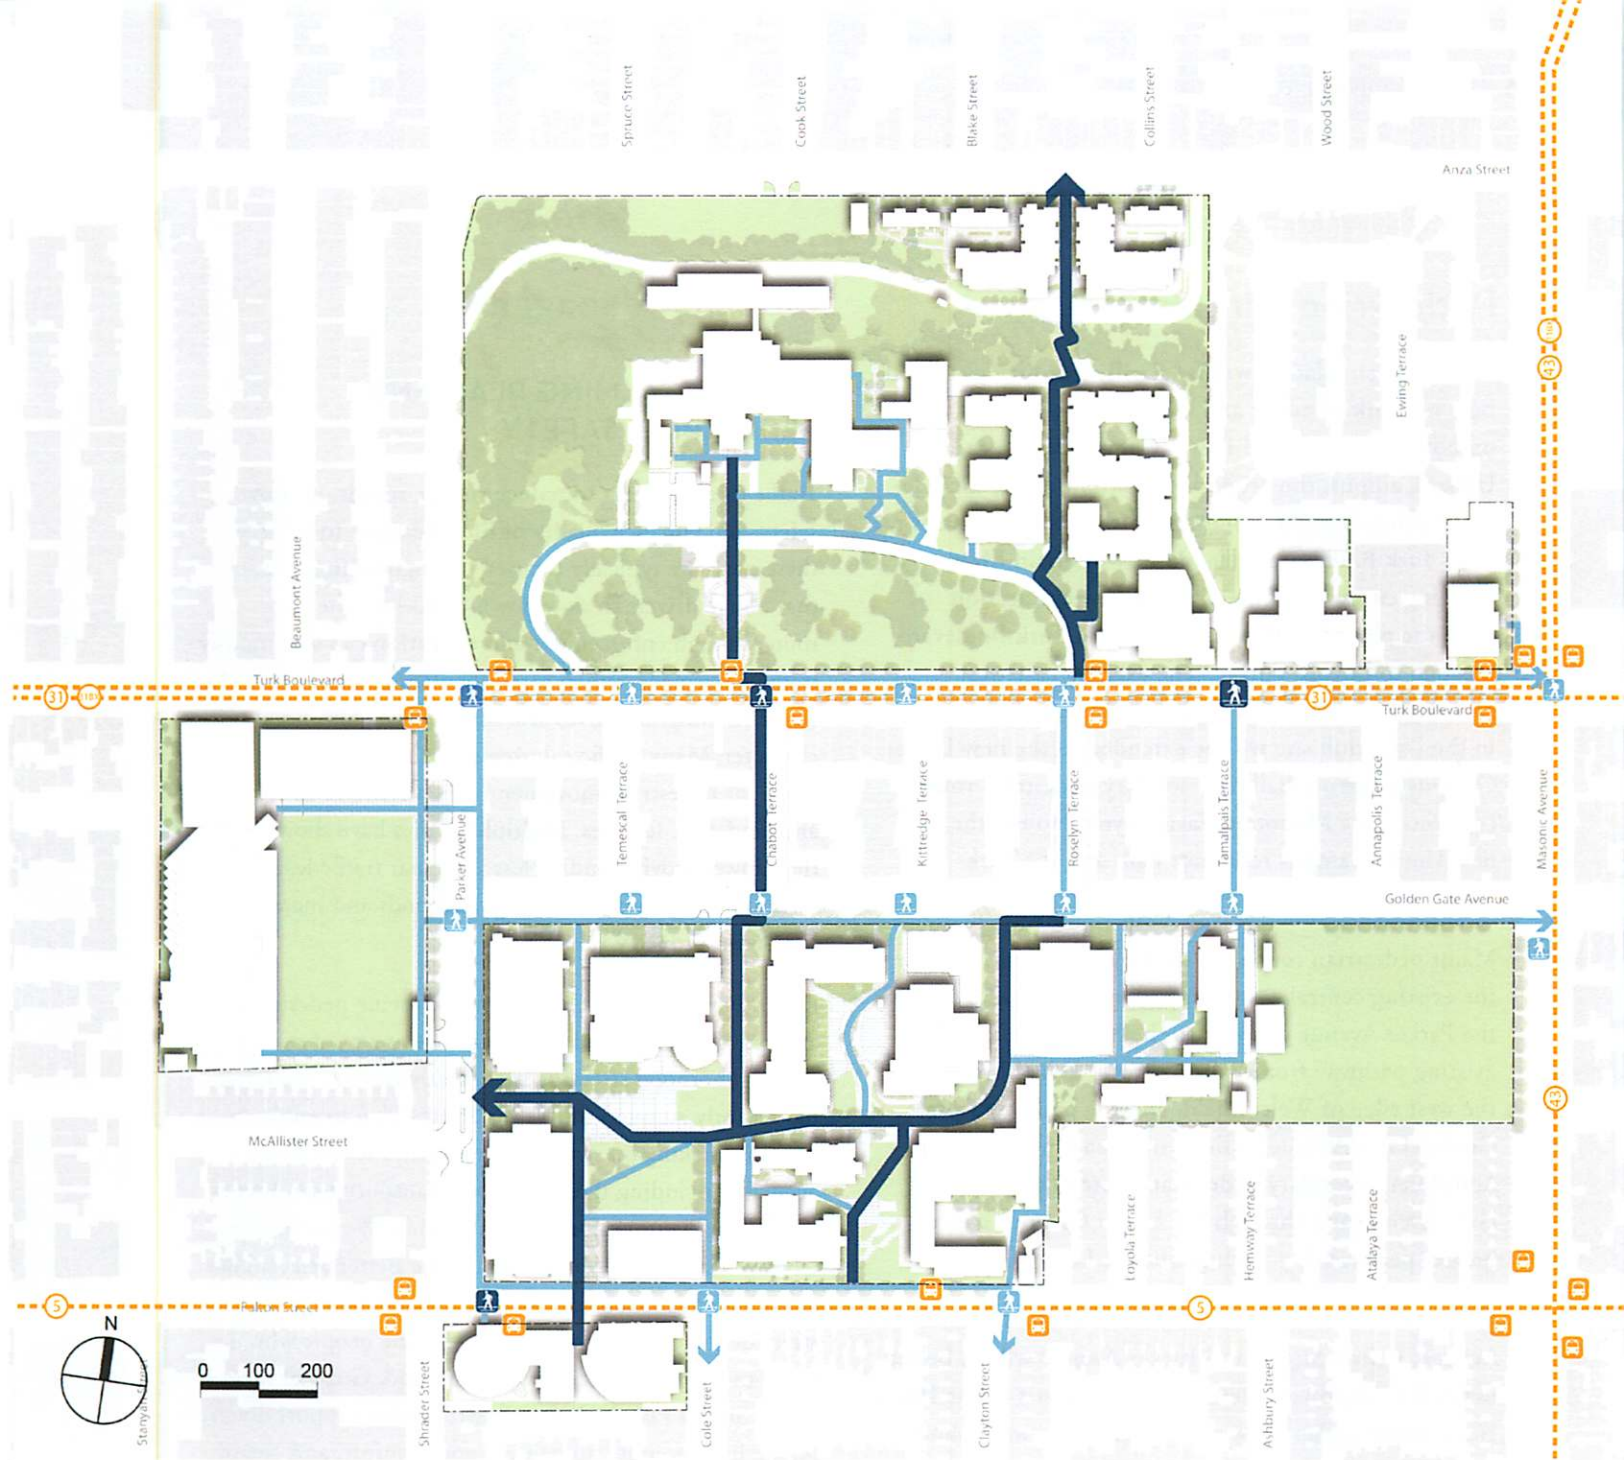 Spruce Street
Cook Street
Blake Street
Collins Street
Wood Street
Anza Street
Ewing Terrace
43
Beaumont Avenue
Turk Boulevard
31
31
Turk Boulevard
Parker Avenue
Temescal Terrace
Chabot Terrace
Kittredge Terrace
Roselyn Terrace
Tamalpais Terrace
Annapolis Terrace
Masonic Avenue
Golden Gate Avenue
43
McAllister Street
Loyola Terrace
Hemway Terrace
Atalaya Terrace
5
Fulton Street
5
N
0 100 200
Shrader Street
Cole Street
Clayton Street
Ashbury Street